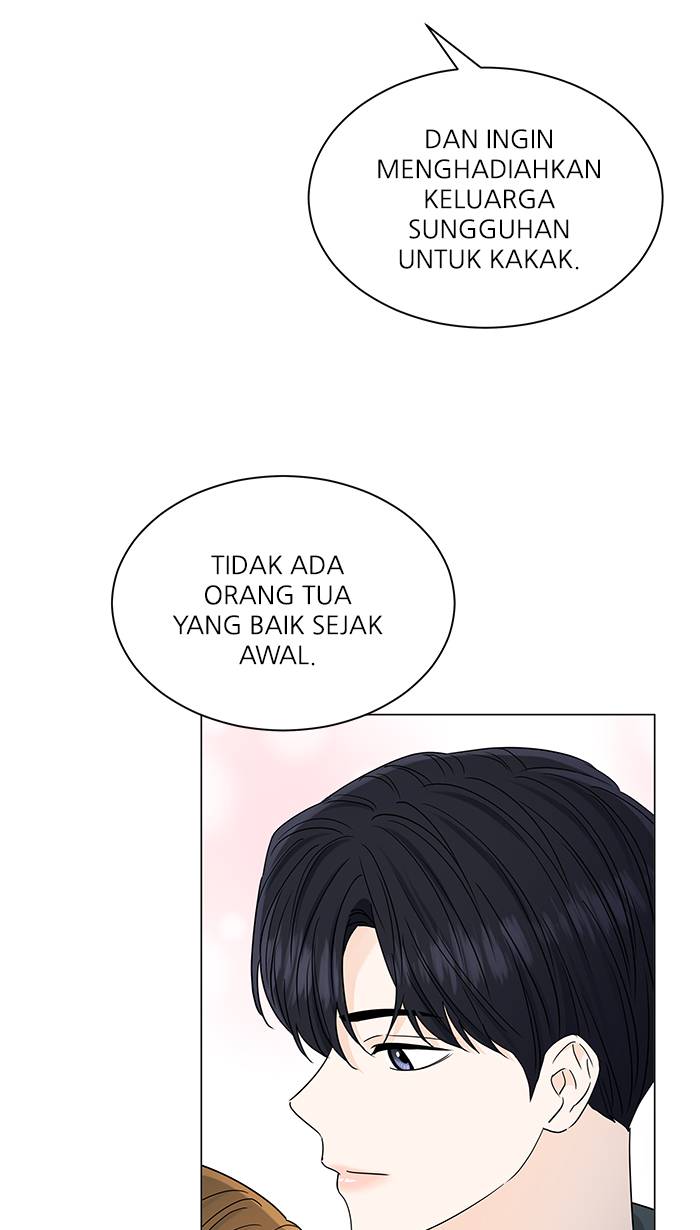 DAN INGIN
MENGHADIAHKAN
KELUARGA
SUNGGUHAN
UNTUK KAKAK.
TIDAK ADA
ORANG TUA
YANG BAIK SEJAK
AWAL.